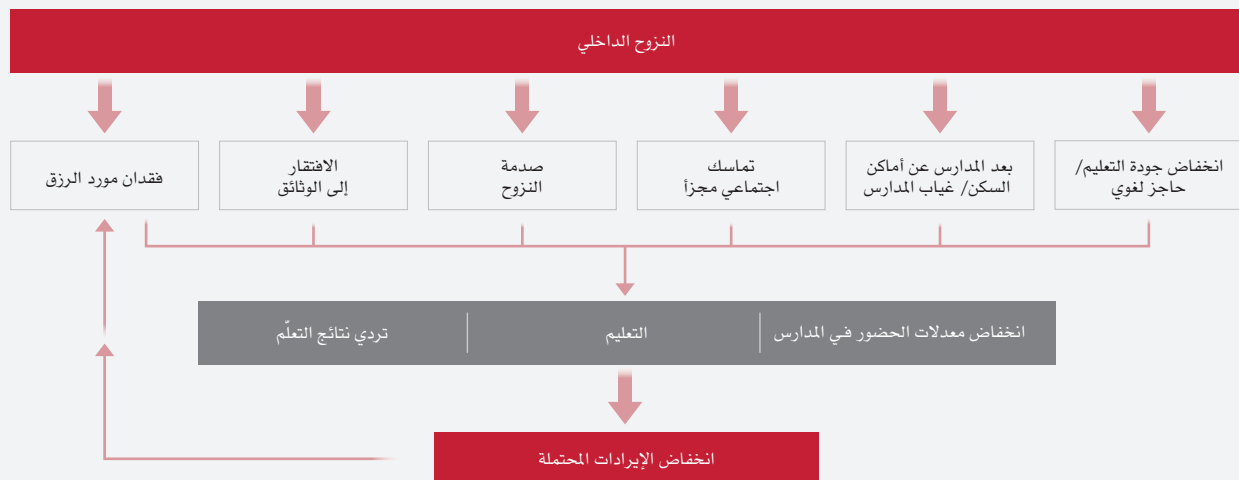 النزوح الداخلي
انخفاض جودة التعليم/
حاجز لغوي
بعد المدارس عن أماكن
السكن/ غياب المدارس
تماسك
اجتماعي مجزأ
صدمة
النزوح
الافتقار
إلى الوثائق
فقدان مورد الرزق
انخفاض معدلات الحضور في المدارس
التعليم
تردي نتائج التعلّم
انخفاض الإيرادات المحتملة